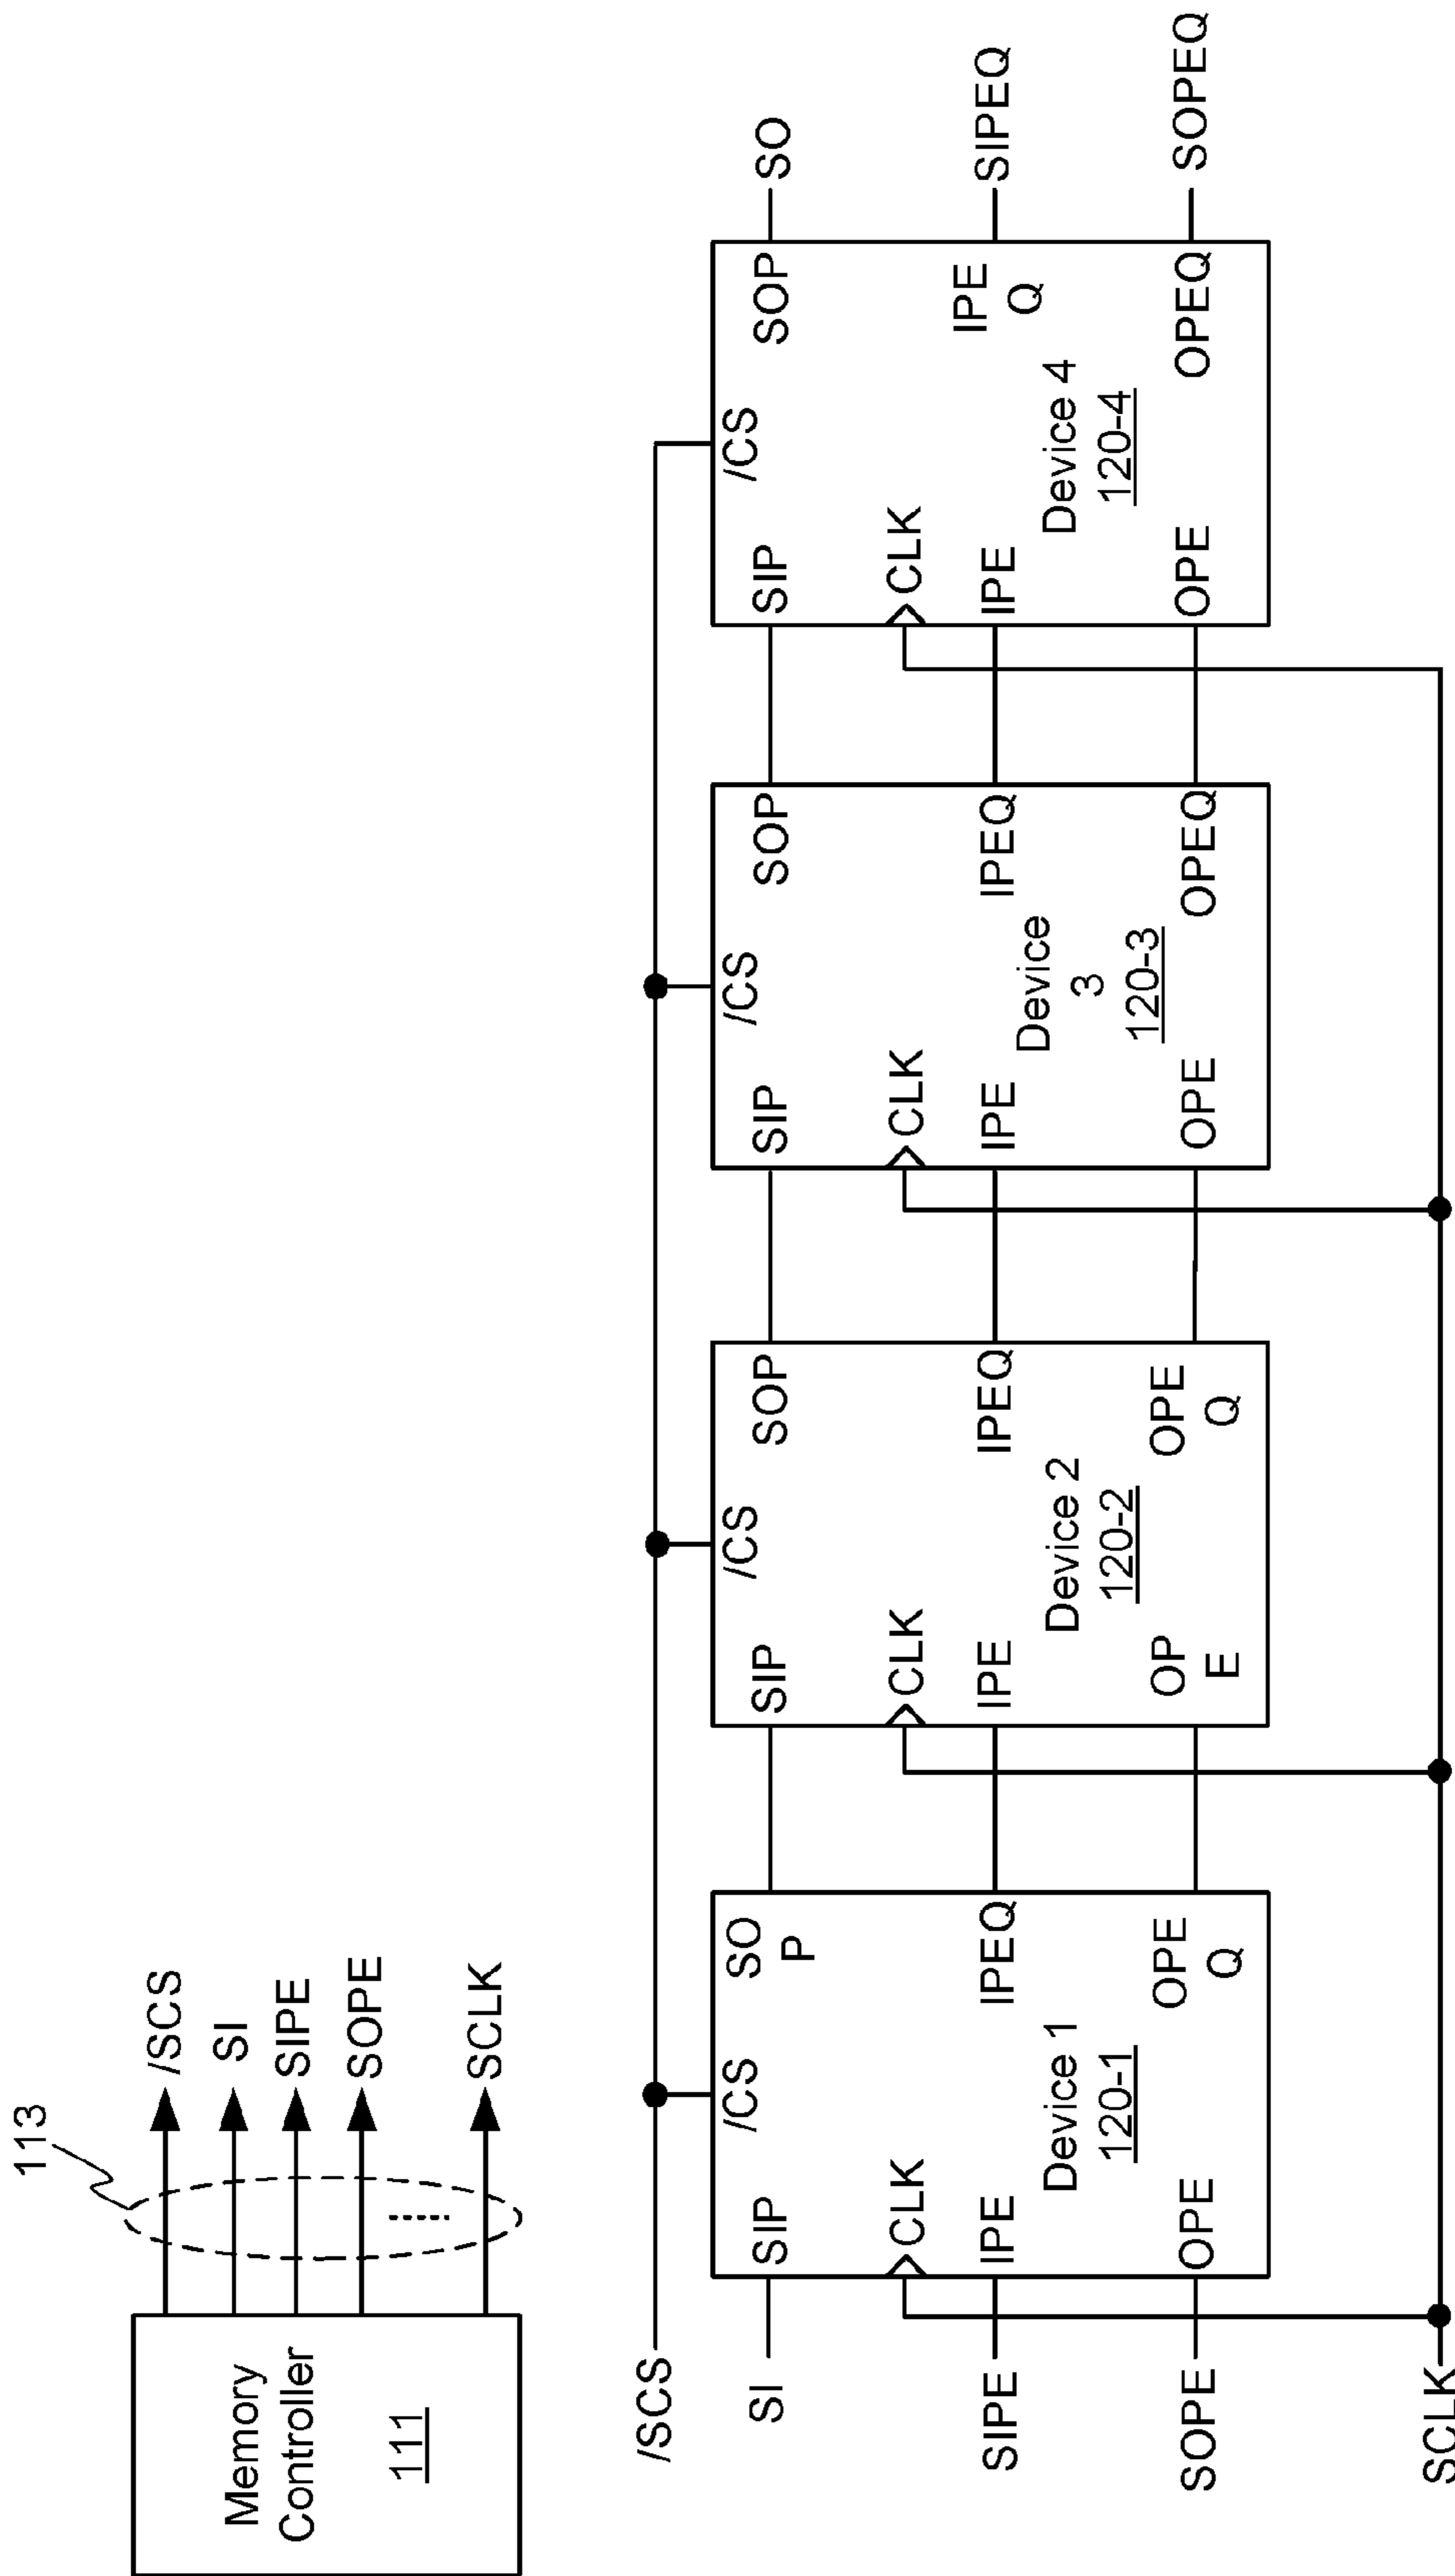 113
Memory
Controller
111
/SCS
SI
SIPE
SOPE
SCLK
/SCS
SI
SIPE
SOPE
SCLK
SIP
/CS
SO
P
CLK
IPE
IPEQ
Device 1
120-1
OPE
OPE
Q
SIP
/CS
SOP
CLK
IPE
IPEQ
Device 2
120-2
OP
E
OPE
Q
SIP
/CS
SOP
CLK
IPE
IPEQ
Device
3
120-3
OPE
OPEQ
SIP
/CS
SOP
CLK
IPE
IPE
Q
Device 4
120-4
OPE
OPEQ
SO
SIPEQ
SOPEQ